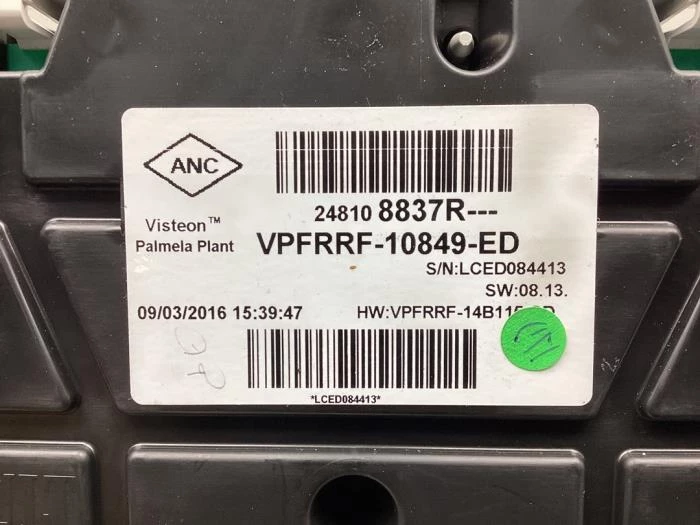 ANC
24810 8837R---
Visteon™
Palmela Plant
VPFRRF-10849-ED
S/N:LCED084413
SW:08.13.
09/03/2016 15:39:47
*LCED084413*